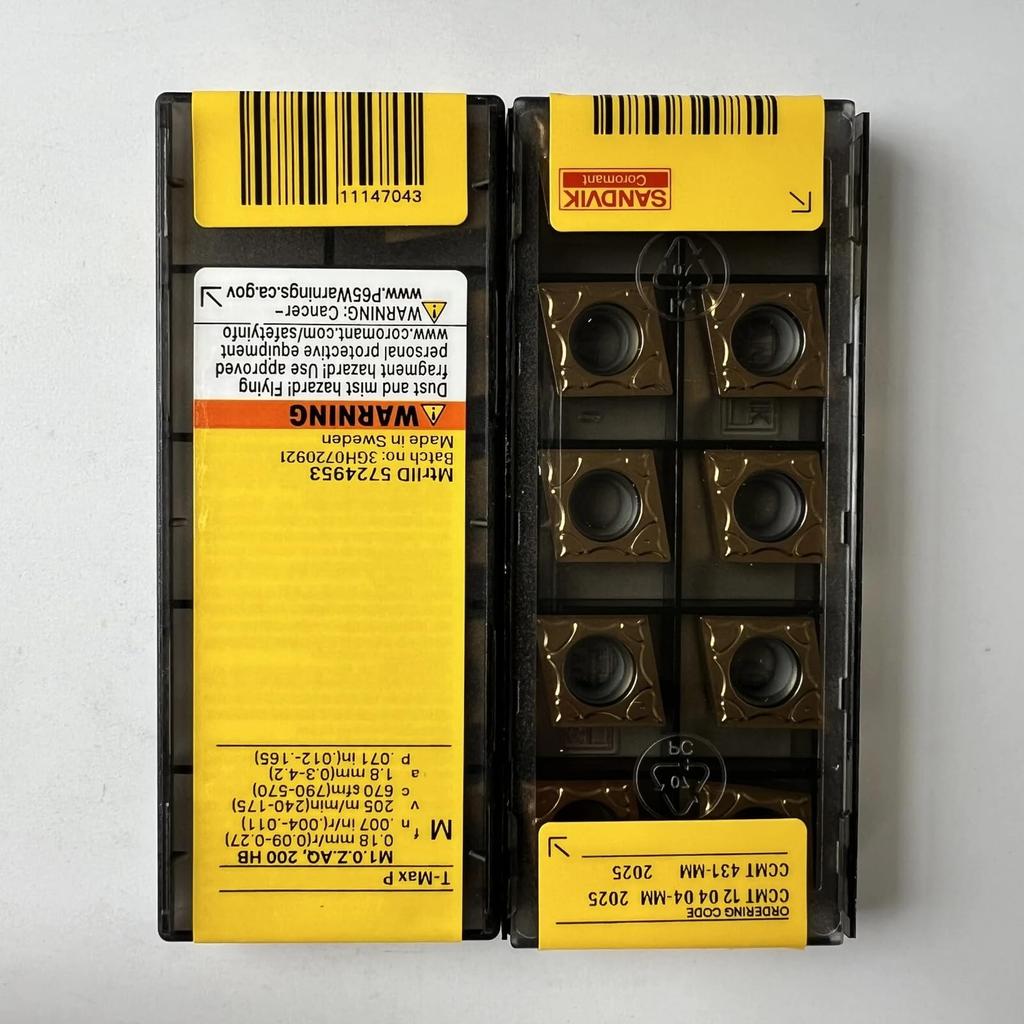 11147043
www.P65Warnings.ca.gov
WARNING: Cancer-
www.coromant.com/safetyinfo
personal protective equipment
fragment hazard! Use approved
Dust and mist hazard! Flying
WARNING
Made in Sweden
Batch no: 3GH0720921
MtrlID 5724953
T-Max P
M1.0.Z.AQ, 200 HB
M
f n
0.18 mm/r(0.09-0.27)
.007 in/r(.004-.011)
v c
205 m/min(240-175)
670 sfm(790-570)
a P
1.8 mm(0.3-4.2)
.071 in(.012-.165)
SANDVIK
Coromant
PC
70
PC
ORDERING CODE
CCMT 12 04 04-MM 2025
CCMT 431-MM 2025